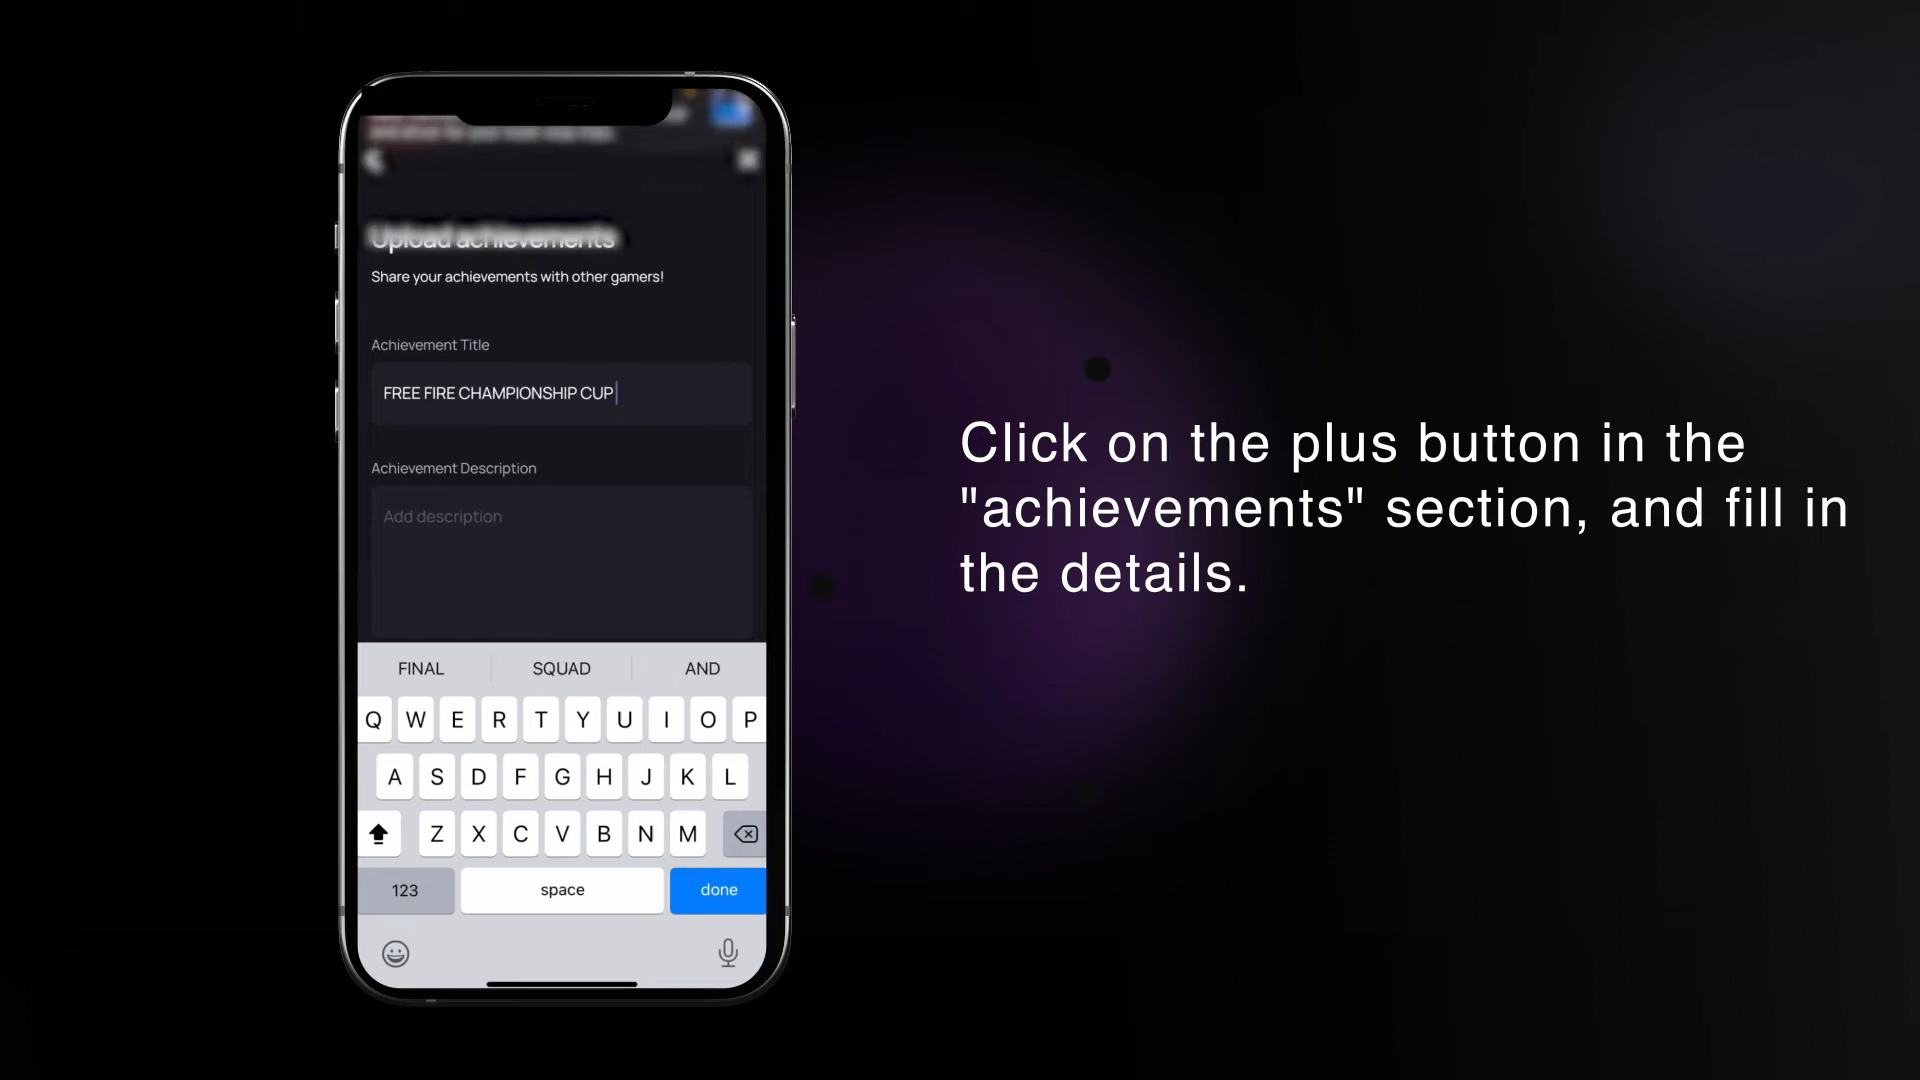 Upload achievements
Share your achievements with other gamers!
Achievement Title
FREE FIRE CHAMPIONSHIP CUP
Achievement Description
Add description
FINAL SQUAD AND
Q W E R T Y U I O P
A S D F G H J K L
Z X C V B N M
123 space done
Click on the plus button in the
"achievements" section, and fill in
the details.